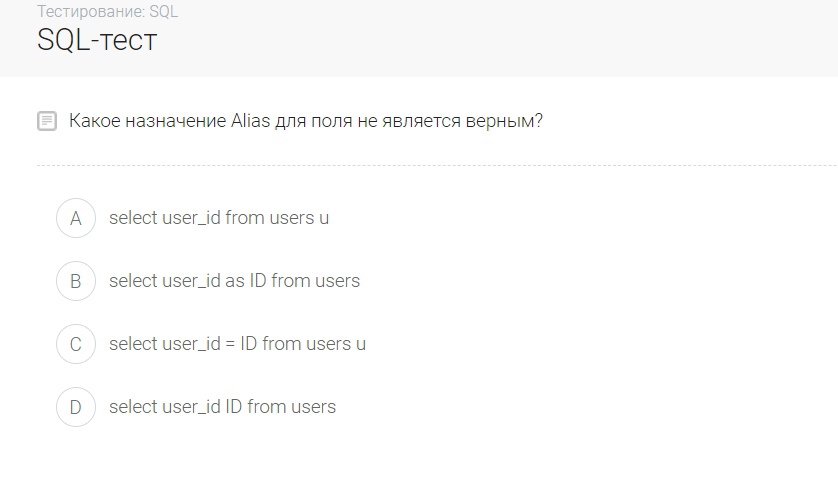 Тестирование: SQL
SQL-тест
Какое назначение Alias для поля не является верным?
A select user_id from users u
B select user_id as ID from users
C select user_id = ID from users u
D select user_id ID from users